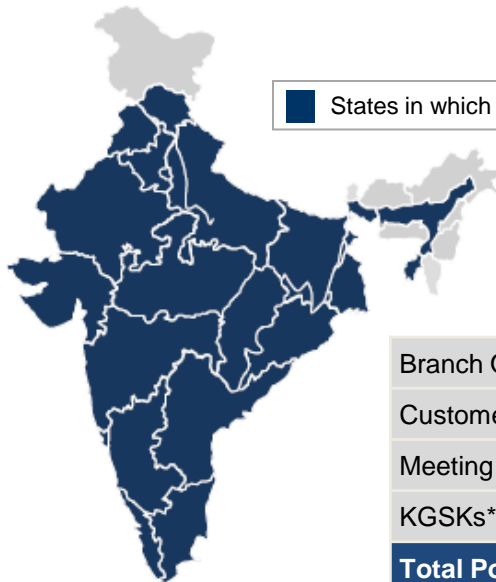 States in which
Branch
Custome
Meeting
KGSKs*
Total Po